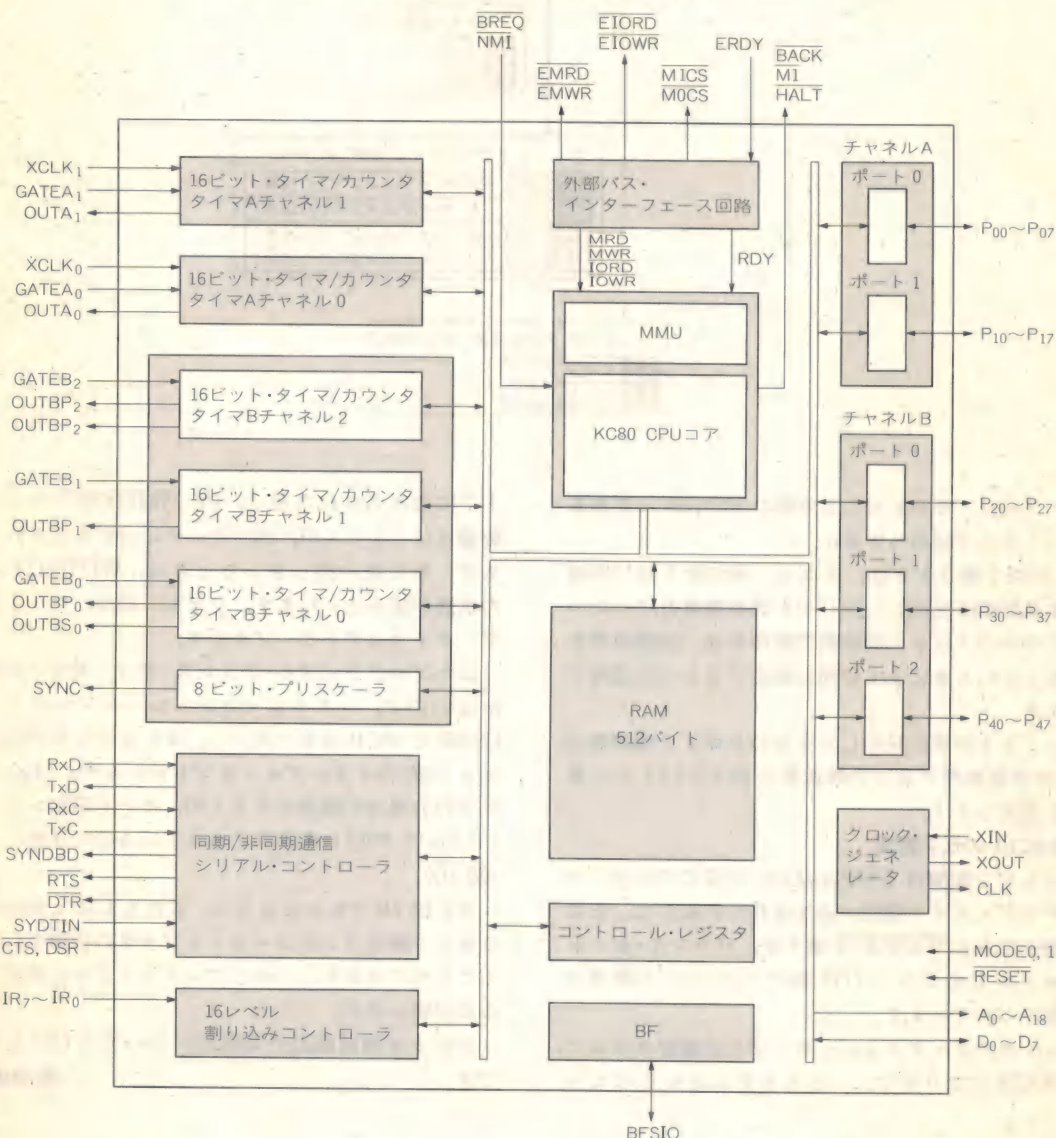 BREQ
NMI
EIORD
EIOWR
ERDY
EMRD
EMWR
M1CS
M0CS
BACK
M1
HALT
XCLK₁
GATEA₁
OUTA₁
16ビット・タイマ/カウンタ
タイマAチャネル1
XCLK₀
GATEA₀
OUTA₀
16ビット・タイマ/カウンタ
タイマAチャネル0
GATEB₂
OUTBP₂
OUTBP₂
16ビット・タイマ/カウンタ
タイマBチャネル2
GATEB₁
OUTBP₁
16ビット・タイマ/カウンタ
タイマBチャネル1
GATEB₀
OUTBP₀
OUTBS₀
16ビット・タイマ/カウンタ
タイマBチャネル0
SYNC
8ビット・プリスケーラ
RxD
TxD
RxC
TxC
SYNDBD
RTS
DTR
SYDTIN
CTS, DSR
同期/非同期通信
シリアル・コントローラ
IR₇~IR₀
16レベル
割り込みコントローラ
外部バス・
インターフェース回路
MRD
MWR
IORD
IOWR
RDY
MMU
KC80 CPUコア
RAM
512バイト
コントロール・レジスタ
BF
BFSIO
チャネルA
ポート0
P₀₀~P₀₇
ポート1
P₁₀~P₁₇
チャネルB
ポート0
P₂₀~P₂₇
ポート1
P₃₀~P₃₇
ポート2
P₄₀~P₄₇
クロック・
ジェネ
レータ
XIN
XOUT
CLK
MODE0, 1
RESET
A₀~A₁₈
D₀~D₇